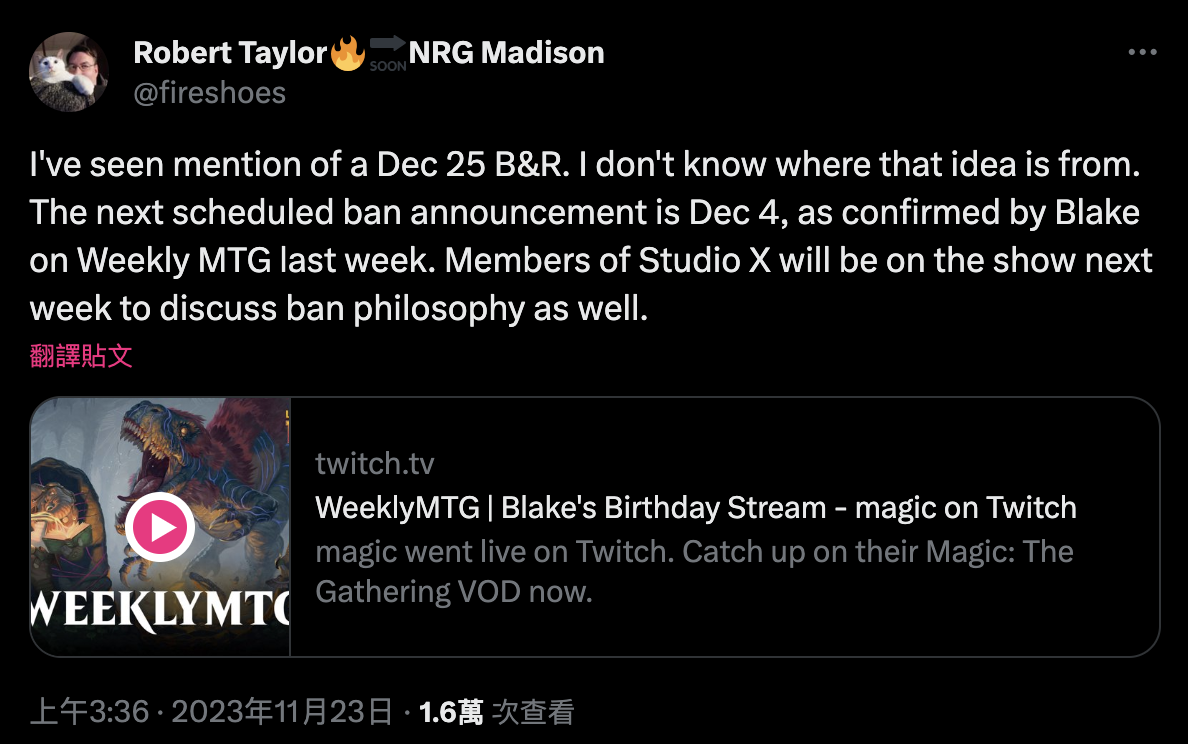 Robert Taylor🔥🔜NRG Madison
@fireshoes
I've seen mention of a Dec 25 B&R. I don't know where that idea is from.
The next scheduled ban announcement is Dec 4, as confirmed by Blake
on Weekly MTG last week. Members of Studio X will be on the show next
week to discuss ban philosophy as well.
翻譯貼文
WEEKLYMTG
twitch.tv
WeeklyMTG | Blake's Birthday Stream - magic on Twitch
magic went live on Twitch. Catch up on their Magic: The
Gathering VOD now.
上午3:36 · 2023年11月23日 · 1.6萬 次查看